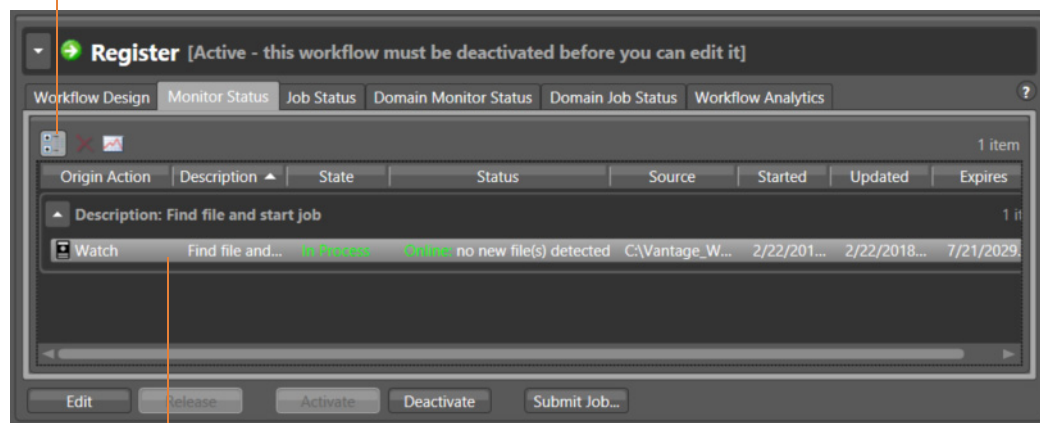 Register [Active - this workflow must be deactivated before you can edit it]
Workflow Design Monitor Status Job Status Domain Monitor Status Domain Job Status Workflow Analytics ?
1 item
Origin Action Description State Status Source Started Updated Expires
Description: Find file and start job 1 it
Watch Find file and... In Process Online: no new file(s) detected C:\Vantage_W... 2/22/201... 2/22/2018... 7/21/2029...
Edit Release Activate Deactivate Submit Job...